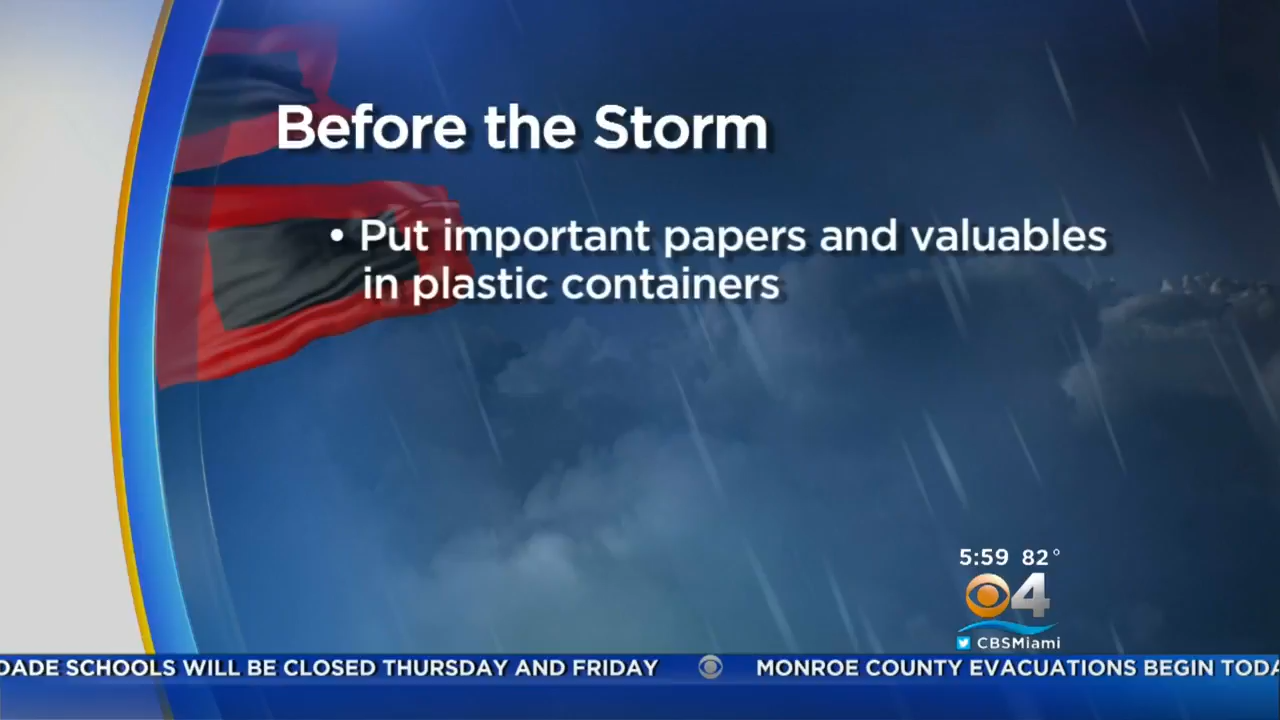 Before the Storm
• Put important papers and valuables
in plastic containers
5:59 82°
4
CBSMiami
DADE SCHOOLS WILL BE CLOSED THURSDAY AND FRIDAY MONROE COUNTY EVACUATIONS BEGIN TODA